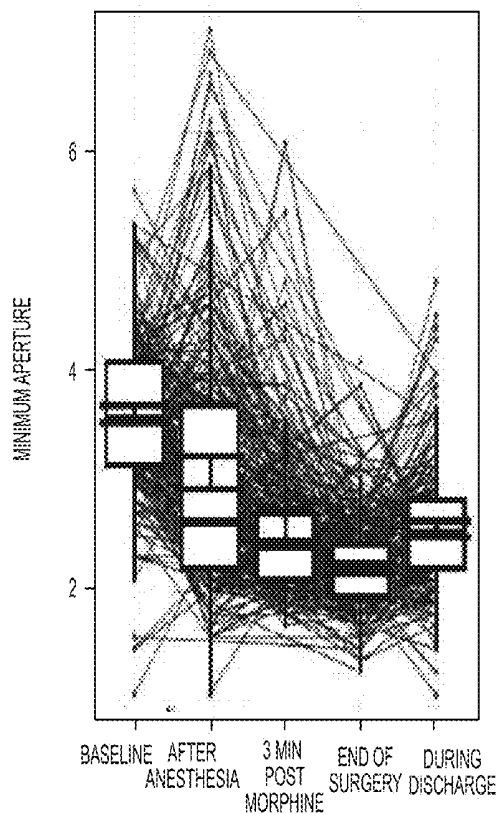 MINIMUM APERTURE
6
4
2
BASELINE
AFTER
ANESTHESIA
3 MIN
POST
MORPHINE
END OF
SURGERY
DURING
DISCHARGE